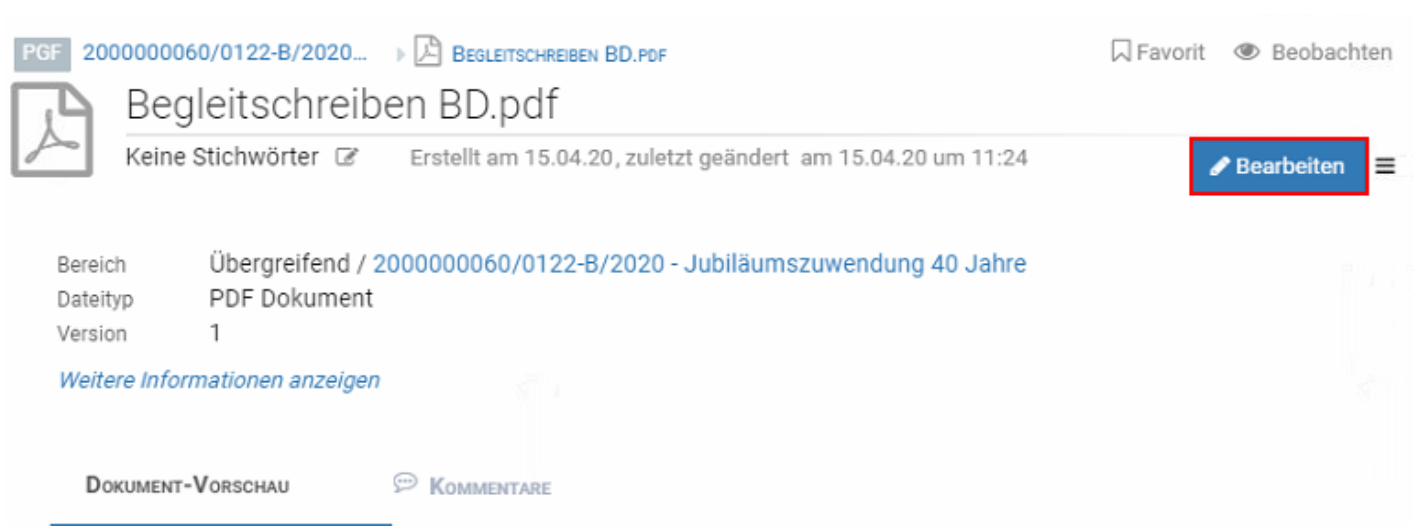 PGF 2000000060/0122-B/2020... Begleitschreiben BD.pdf Favorit Beobachten
Begleitschreiben BD.pdf
Keine Stichwörter Erstellt am 15.04.20, zuletzt geändert am 15.04.20 um 11:24 Bearbeiten
Bereich Übergreifend / 2000000060/0122-B/2020 - Jubiläumszuwendung 40 Jahre
Dateityp PDF Dokument
Version 1
Weitere Informationen anzeigen
Dokument-Vorschau Kommentare